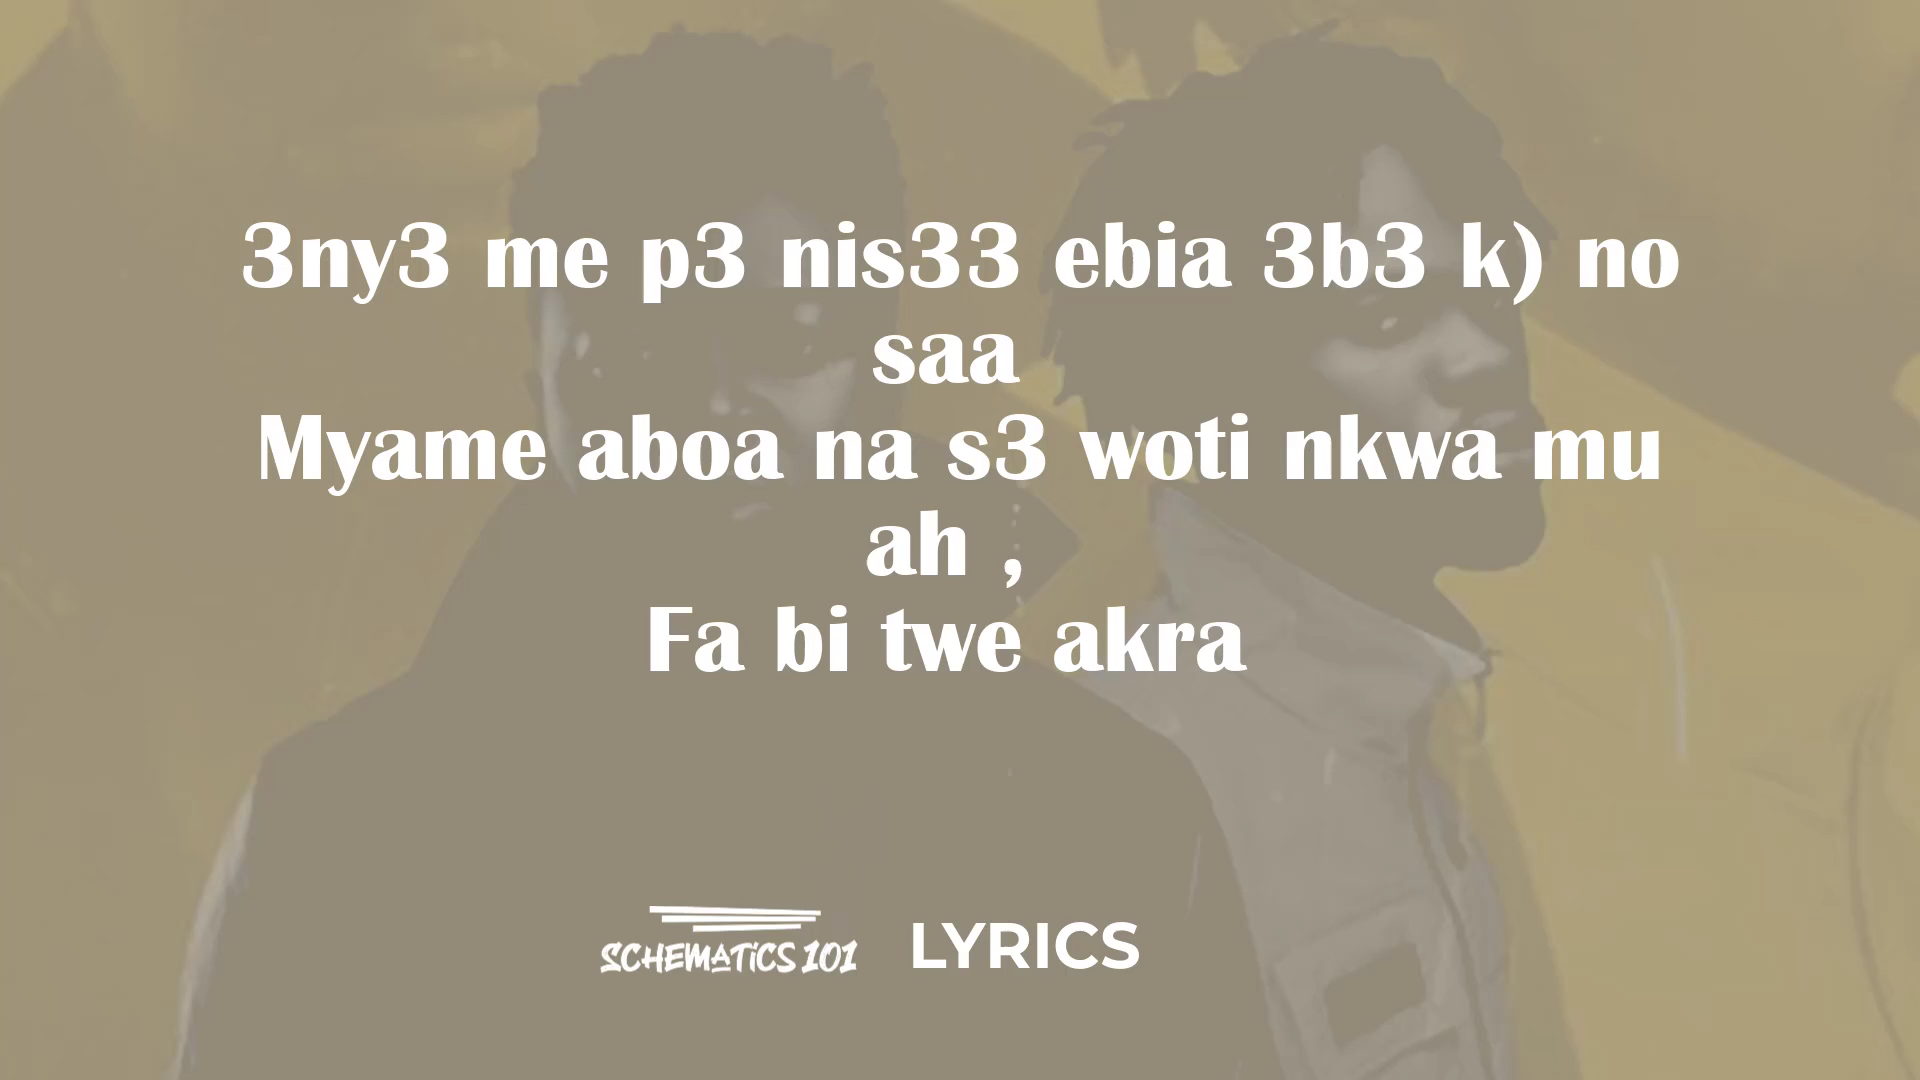 3ny3 me p3 nis33 ebia 3b3 k) no
saa
Myame aboa na s3 woti nkwa mu
ah ,
Fa bi twe akra
SCHEMATICS 101 LYRICS